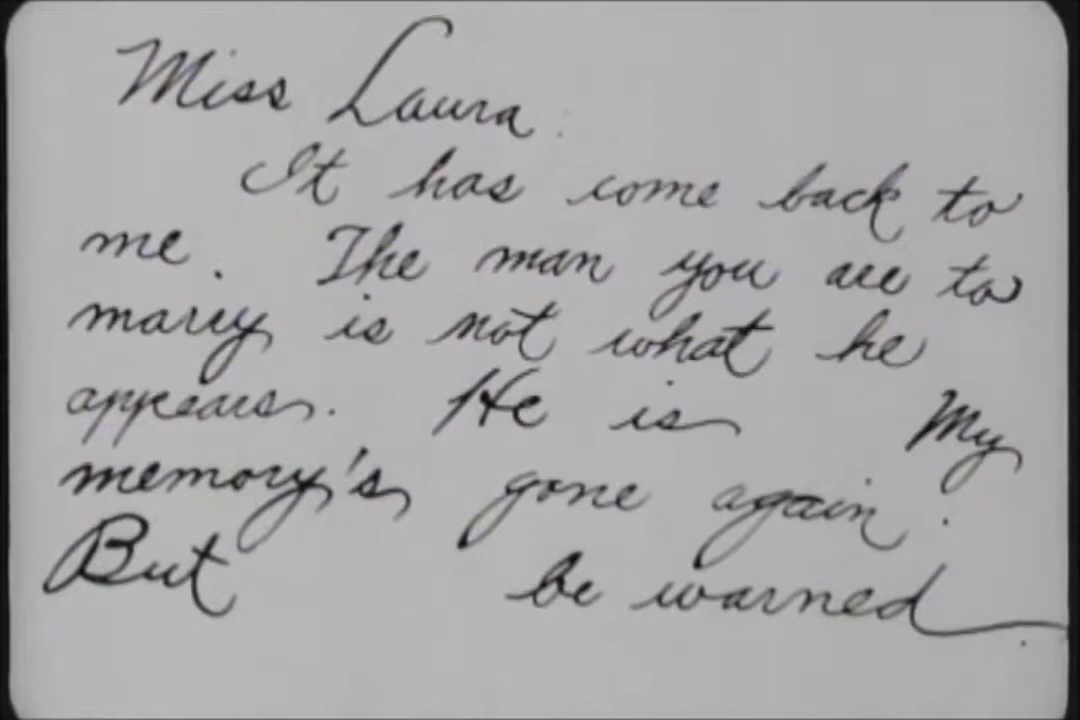 Miss Laura.
It has come back to
me. The man you are to
marry is not what he
appears. He is My
memory's gone again.
But be warned